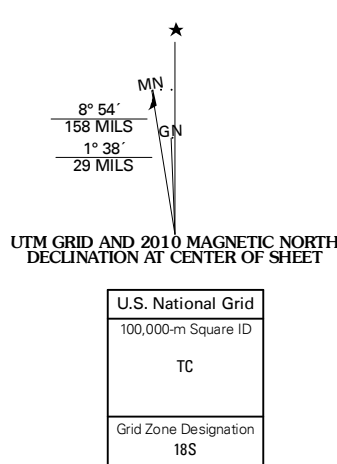 MN
GN
8° 54´
158 MILS
1° 38´
29 MILS
UTM GRID AND 2010 MAGNETIC NORTH
DECLINATION AT CENTER OF SHEET
U.S. National Grid
100,000-m Square ID
TC
Grid Zone Designation
18S